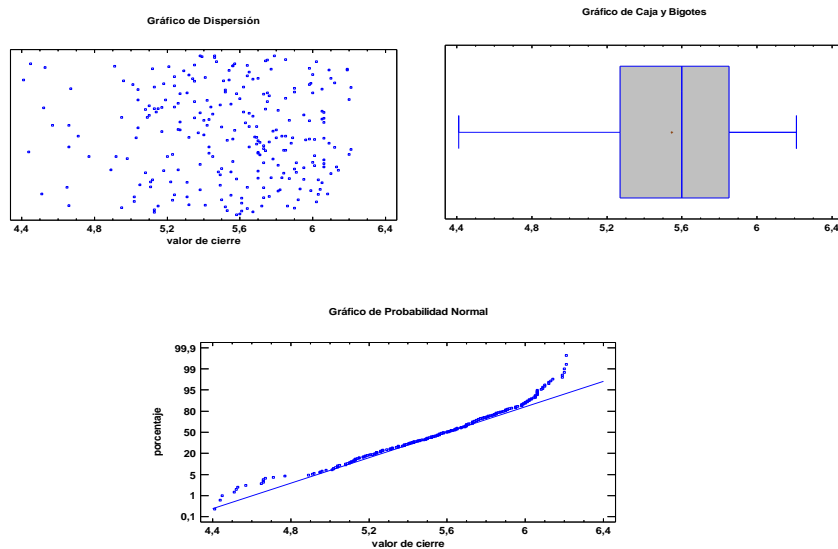 Gráfico de Dispersión
4,4 4,8 5,2 5,6 6 6,4
valor de cierre
Gráfico de Caja y Bigotes
4,4 4,8 5,2 5,6 6 6,4
Gráfico de Probabilidad Normal
porcentaje
99,9
99
95
80
50
20
5
1
0,1
4,4 4,8 5,2 5,6 6 6,4
valor de cierre